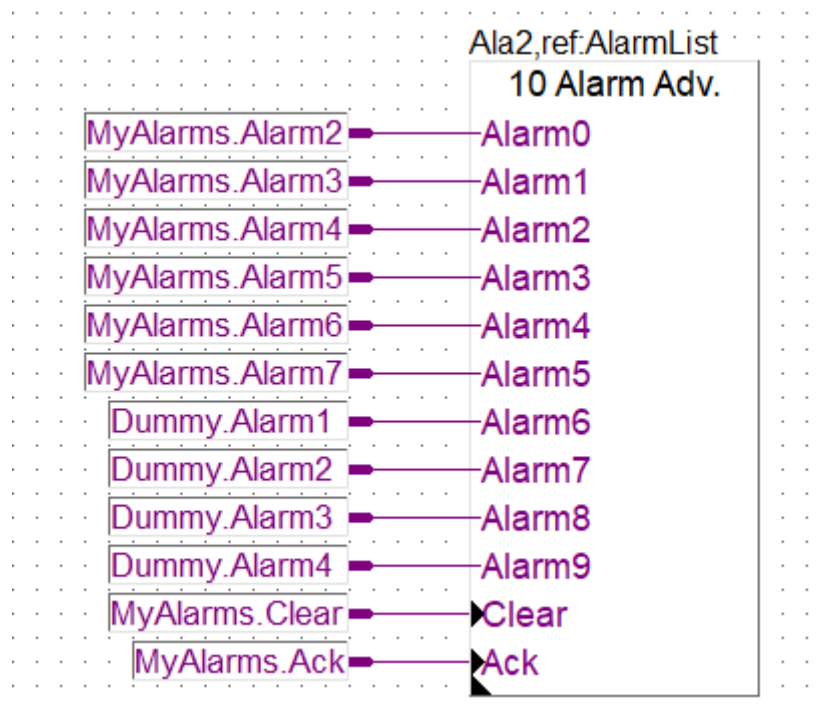 Ala2,ref:AlarmList
10 Alarm Adv.
MyAlarms.Alarm2 Alarm0
MyAlarms.Alarm3 Alarm1
MyAlarms.Alarm4 Alarm2
MyAlarms.Alarm5 Alarm3
MyAlarms.Alarm6 Alarm4
MyAlarms.Alarm7 Alarm5
Dummy.Alarm1 Alarm6
Dummy.Alarm2 Alarm7
Dummy.Alarm3 Alarm8
Dummy.Alarm4 Alarm9
MyAlarms.Clear Clear
MyAlarms.Ack Ack